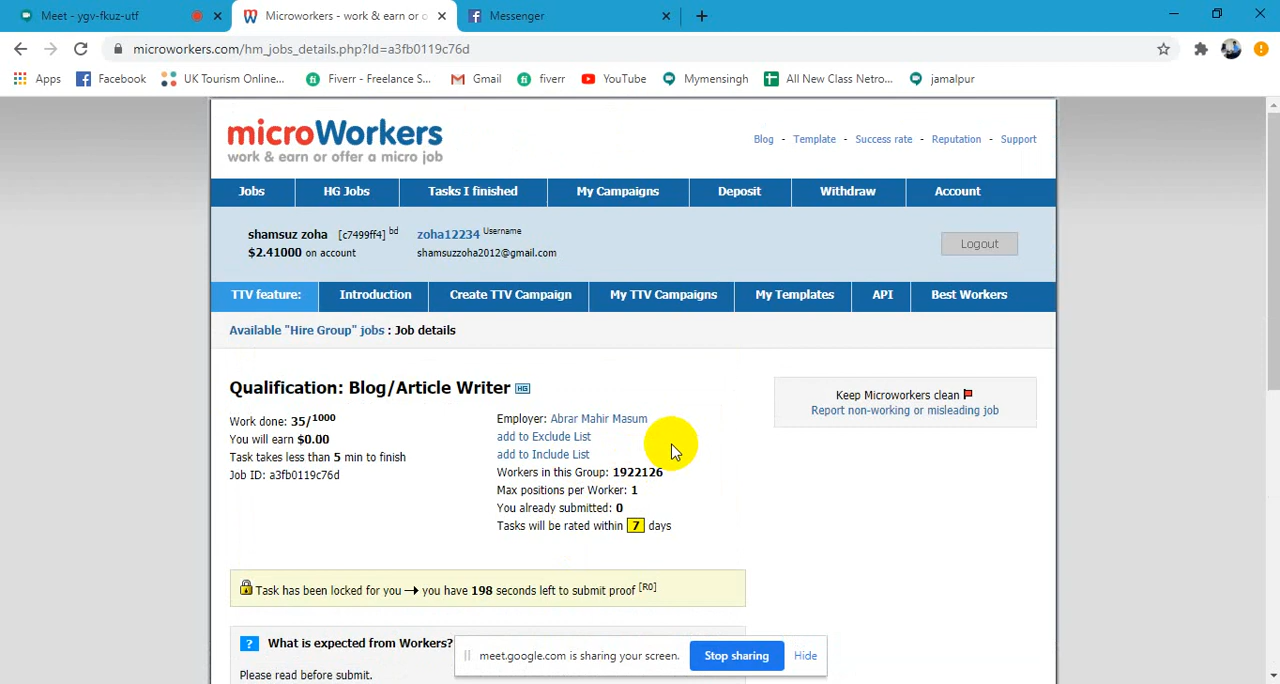 Meet - ygv-fkuz-utf
Microworkers - work & earn or o
Messenger
microworkers.com/hm_jobs_details.php?Id=a3fb0119c76d
Apps Facebook UK Tourism Online... Fiverr - Freelance S... Gmail fiverr YouTube Mymersingh All New Class Netro... jamalpur
microWorkers
work & earn or offer a micro job
Blog - Template - Success rate - Reputation - Support
Jobs HG Jobs Tasks I finished My Campaigns Deposit Withdraw Account
shamsuz zoha [c7499ff4] bd zoha12234 Username
$2.41000 on account shamsuzzoha2012@gmail.com
Logout
TTV feature: Introduction Create TTV Campaign My TTV Campaigns My Templates API Best Workers
Available "Hire Group" jobs : Job details
Qualification: Blog/Article Writer HG
Work done: 35/1000
You will earn $0.00
Task takes less than 5 min to finish
Job ID: a3fb0119c76d
Employer: Abrar Mahir Masum
add to Exclude List
add to Include List
Workers in this Group: 1922126
Max positions per Worker: 1
You already submitted: 0
Tasks will be rated within 7 days
Keep Microworkers clean
Report non-working or misleading job
Task has been locked for you you have 198 seconds left to submit proof [R0]
? What is expected from Workers?
Please read before submit.
meet.google.com is sharing your screen. Stop sharing Hide